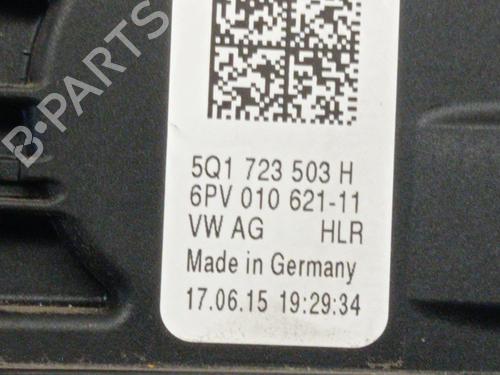 B-PARTS
5Q1 723 503 H
6PV 010 621-11
VW AG HLR
Made in Germany
17.06.15 19:29:34